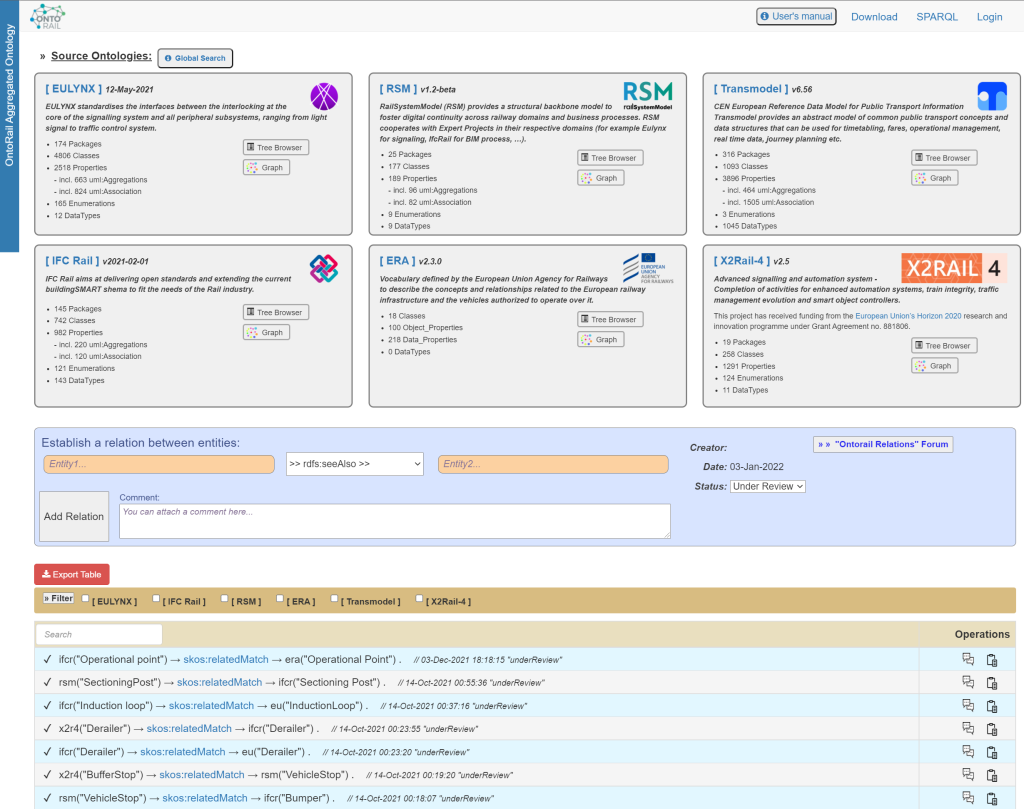 OntoRail Aggregated Ontology
ONTO
RAIL
User's manual
Download
SPARQL
Login
» Source Ontologies:
Global Search
[ EULYNX ] 12-May-2021
EULYNX standardises the interfaces between the interlocking at
the core of the signalling system and all peripheral subsystems, ranging from light
signal to traffic control system.
• 174 Packages
• 4806 Classes
• 2518 Properties
- incl. 663 uml:Aggregations
- incl. 824 uml:Association
• 165 Enumerations
• 12 DataTypes
Tree Browser
Graph
[ RSM ] v1.2-beta
RSM
railSystemModel
RailSystemModel (RSM) provides a structural backbone model to
foster digital continuity across railway domains and business processes. RSM
cooperates with Expert Projects in their respective domains (for example Eulynx
for signaling, IfcRail for BIM process, ...).
• 25 Packages
• 177 Classes
• 189 Properties
- incl. 96 uml:Aggregations
- incl. 82 uml:Association
• 9 Enumerations
• 9 DataTypes
Tree Browser
Graph
[ Transmodel ] v6.56
CEN European Reference Data Model for Public Transport Information
Transmodel provides an abstract model of common public transport concepts and
data structures that can be used for timetabling, fares, operational management,
real time data, journey planning etc.
• 316 Packages
• 1093 Classes
• 3896 Properties
- incl. 464 uml:Aggregations
- incl. 1505 uml:Association
• 3 Enumerations
• 1045 DataTypes
Tree Browser
Graph
[ IFC Rail ] v2021-02-01
IFC Rail aims at delivering open standards and extending the current
buildingSMART shema to fit the needs of the Rail industry.
• 145 Packages
• 742 Classes
• 982 Properties
- incl. 220 uml:Aggregations
- incl. 120 uml:Association
• 121 Enumerations
• 143 DataTypes
Tree Browser
Graph
[ ERA ] v2.3.0
EUROPEAN
UNION
AGENCY
FOR RAILWAYS
Vocabulary defined by the European Union Agency for Railways
to describe the concepts and relationships related to the European railway
infrastructure and the vehicles authorized to operate over it.
• 18 Classes
• 100 Object_Properties
• 218 Data_Properties
• 0 DataTypes
Tree Browser
Graph
[ X2Rail-4 ] v2.5
X2RAIL 4
Advanced signalling and automation system -
Completion of activities for enhanced automation systems, train integrity, traffic
management evolution and smart object controllers.
This project has received funding from the European Union's Horizon 2020 research and
innovation programme under Grant Agreement no. 881806.
• 19 Packages
• 258 Classes
• 1291 Properties
• 124 Enumerations
• 11 DataTypes
Tree Browser
Graph
Establish a relation between entities:
Entity1...
>> rdfs:seeAlso >>
Entity2...
Add Relation
Comment:
You can attach a comment here...
Creator:
Date: 03-Jan-2022
Status: Under Review
» » "Ontorail Relations" Forum
Export Table
» Filter [ EULYNX ] [ IFC Rail ] [ RSM ] [ ERA ] [ Transmodel ] [ X2Rail-4 ]
Search
Operations
✓ ifcr("Operational point") → skos:relatedMatch → era("Operational Point") . // 03-Dec-2021 18:18:15 "underReview"
✓ rsm("SectioningPost") → skos:relatedMatch → ifcr("Sectioning Post") . // 14-Oct-2021 00:55:36 "underReview"
✓ ifcr("Induction loop") → skos:relatedMatch → eu("InductionLoop") . // 14-Oct-2021 00:37:16 "underReview"
✓ x2r4("Derailer") → skos:relatedMatch → ifcr("Derailer") . // 14-Oct-2021 00:23:55 "underReview"
✓ ifcr("Derailer") → skos:relatedMatch → eu("Derailer") . // 14-Oct-2021 00:23:20 "underReview"
✓ x2r4("BufferStop") → skos:relatedMatch → rsm("VehicleStop") . // 14-Oct-2021 00:19:20 "underReview"
✓ rsm("VehicleStop") → skos:relatedMatch → ifcr("Bumper") . // 14-Oct-2021 00:18:07 "underReview"